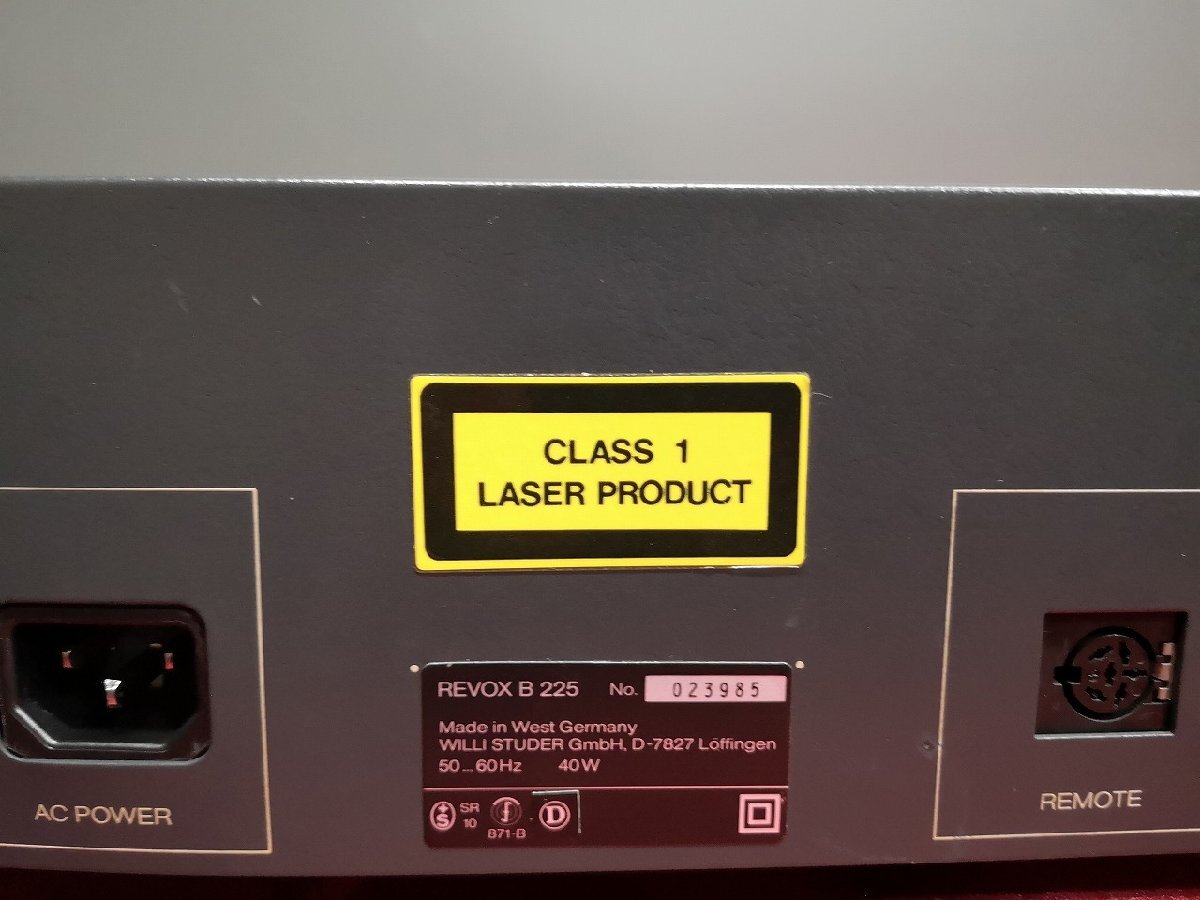 CLASS 1
LASER PRODUCT
REVOX B 225 No. 023985
Made in West Germany
WILLI STUDER GmbH, D-7827 Löffingen
50...60Hz 40W
S SR 10 D
B71-B
AC POWER
REMOTE